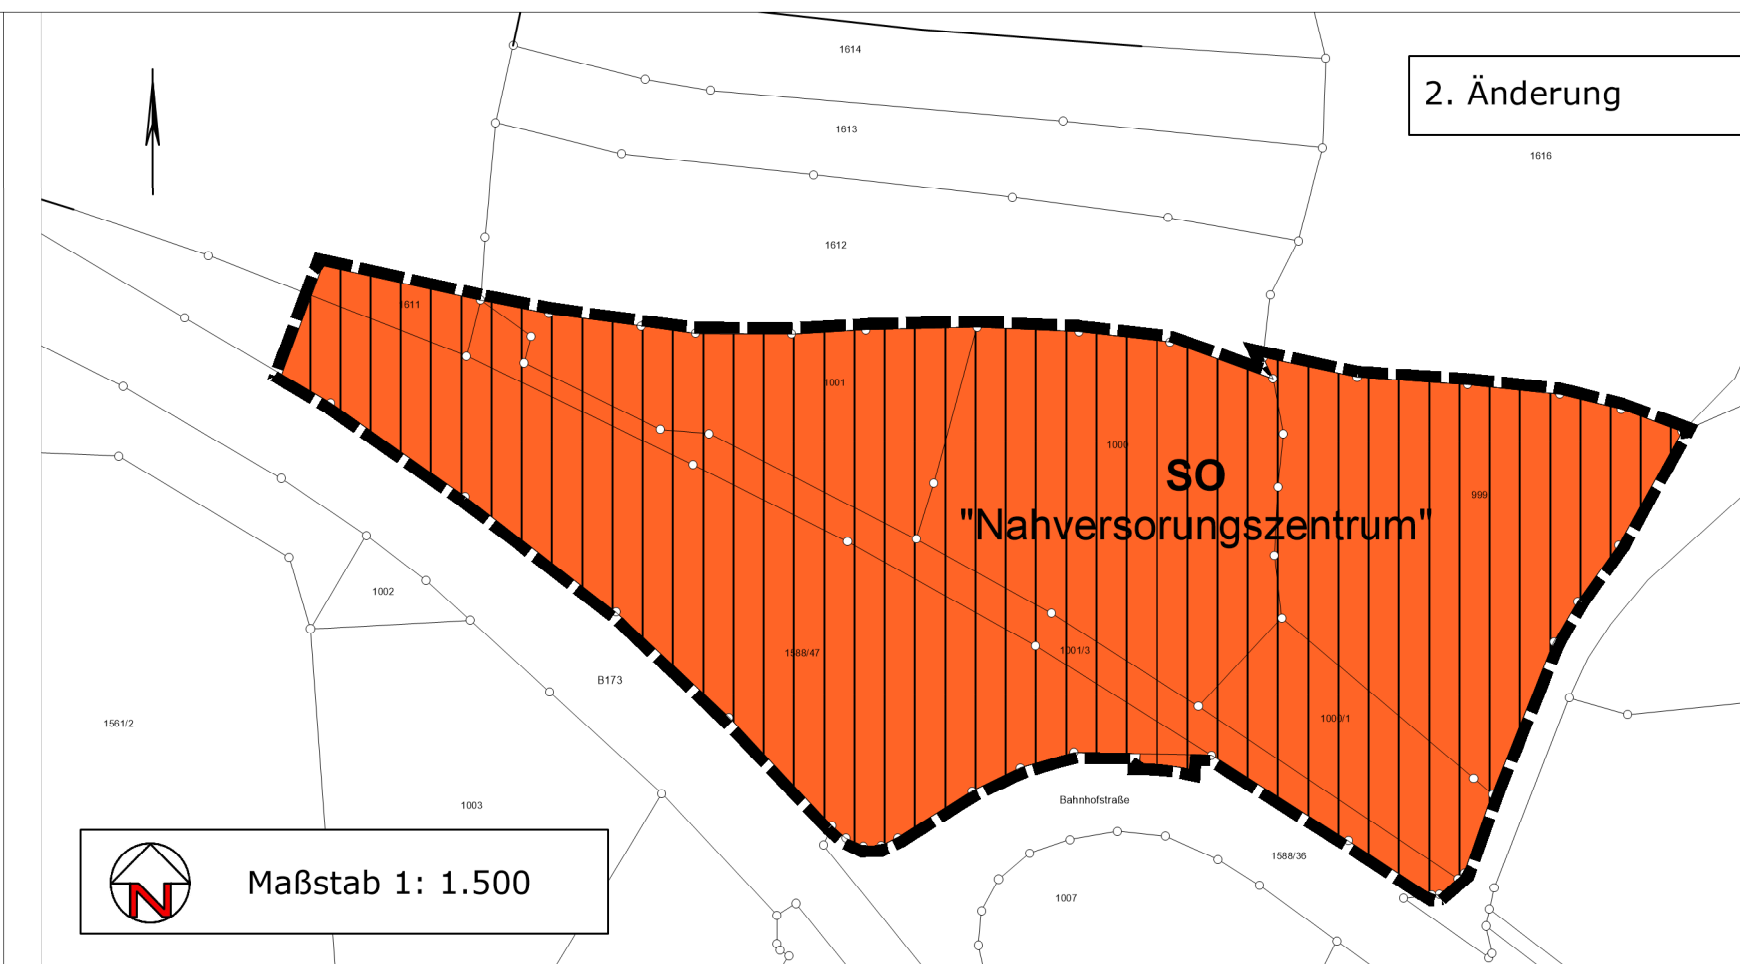 1614
2. Änderung
1613
1616
1612
1611
1001
1000
SO
999
"Nahversorungszentrum"
1002
1588/47
1001/3
B173
1000/1
1561/2
Bahnhofstraße
1003
1588/36
N
Maßstab 1: 1.500
1007